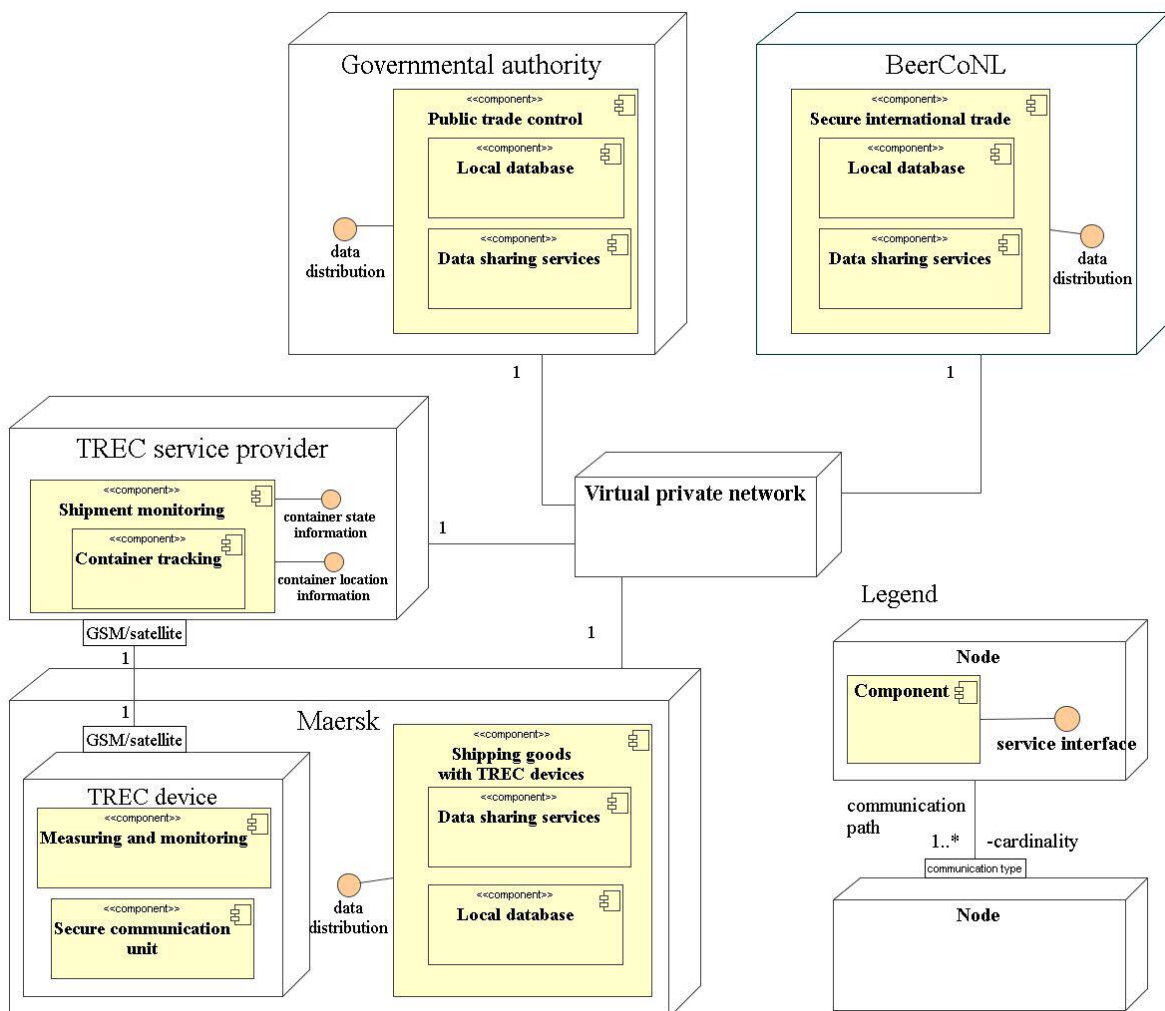 Governmental authority
<<component>>
Public trade control
<<component>>
Local database
<<component>>
Data sharing services
data
distribution
1
BeerCoNL
<<component>>
Secure international trade
<<component>>
Local database
<<component>>
Data sharing services
data
distribution
1
TREC service provider
<<component>>
Shipment monitoring
<<component>>
Container tracking
container state
information
container location
information
1
GSM/satellite
1
Virtual private network
1
1
GSM/satellite
Maersk
TREC device
<<component>>
Measuring and monitoring
<<component>>
Secure communication
unit
<<component>>
Shipping goods
with TREC devices
<<component>>
Data sharing services
<<component>>
Local database
data
distribution
Legend
Node
Component
service interface
communication
path
1..*
-cardinality
communication type
Node